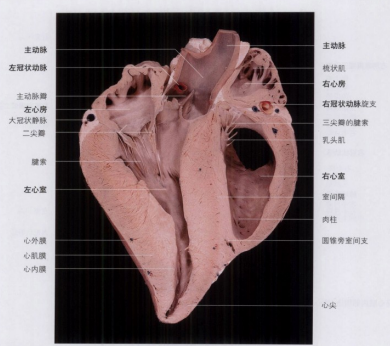 主动脉
左冠状动脉
主动脉瓣
左心房
大冠状静脉
二尖瓣
腱索
左心室
心外膜
心肌膜
心内膜
主动脉
梳状肌
右心房
右冠状动脉旋支
三尖瓣的腱索
乳头肌
右心室
室间隔
肉柱
圆锥旁室间支
心尖